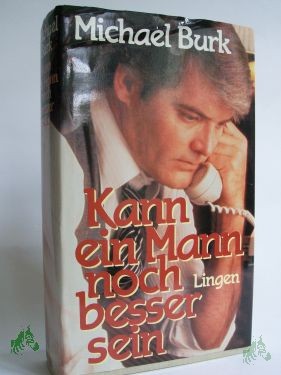 Michael Burk
Kann
ein Mann
noch
besser
sein
Lingen